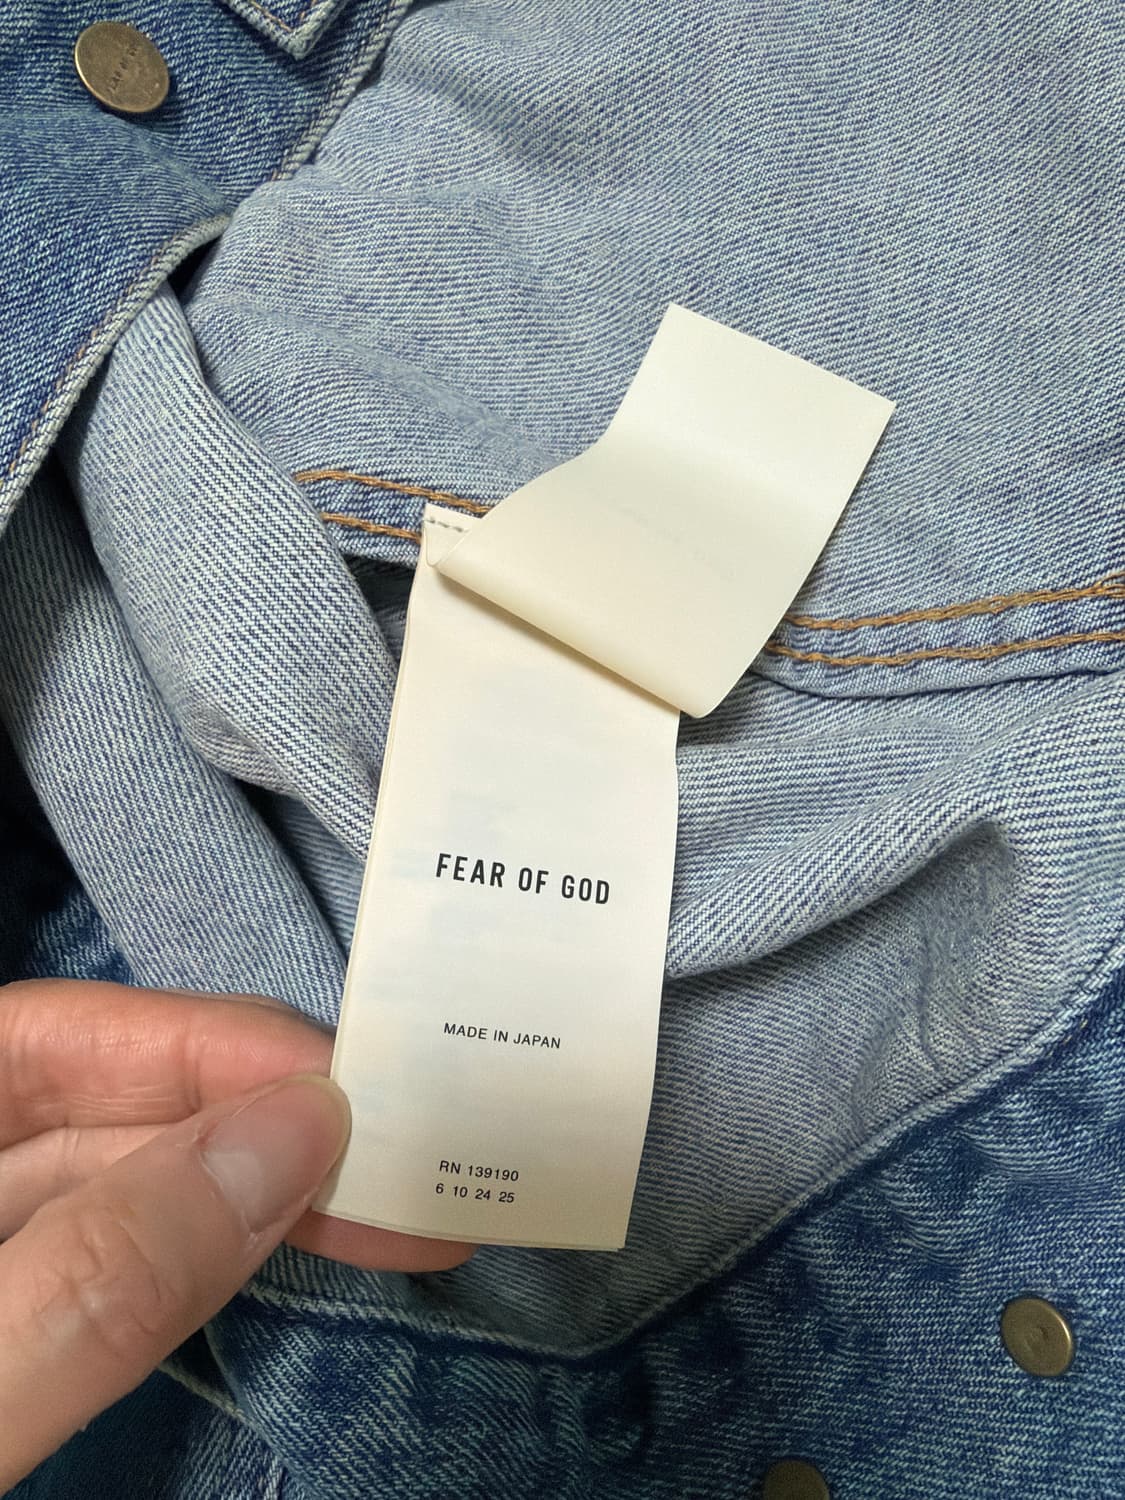 FEAR OF GOD
MADE IN JAPAN
RN 139190
6 10 24 25